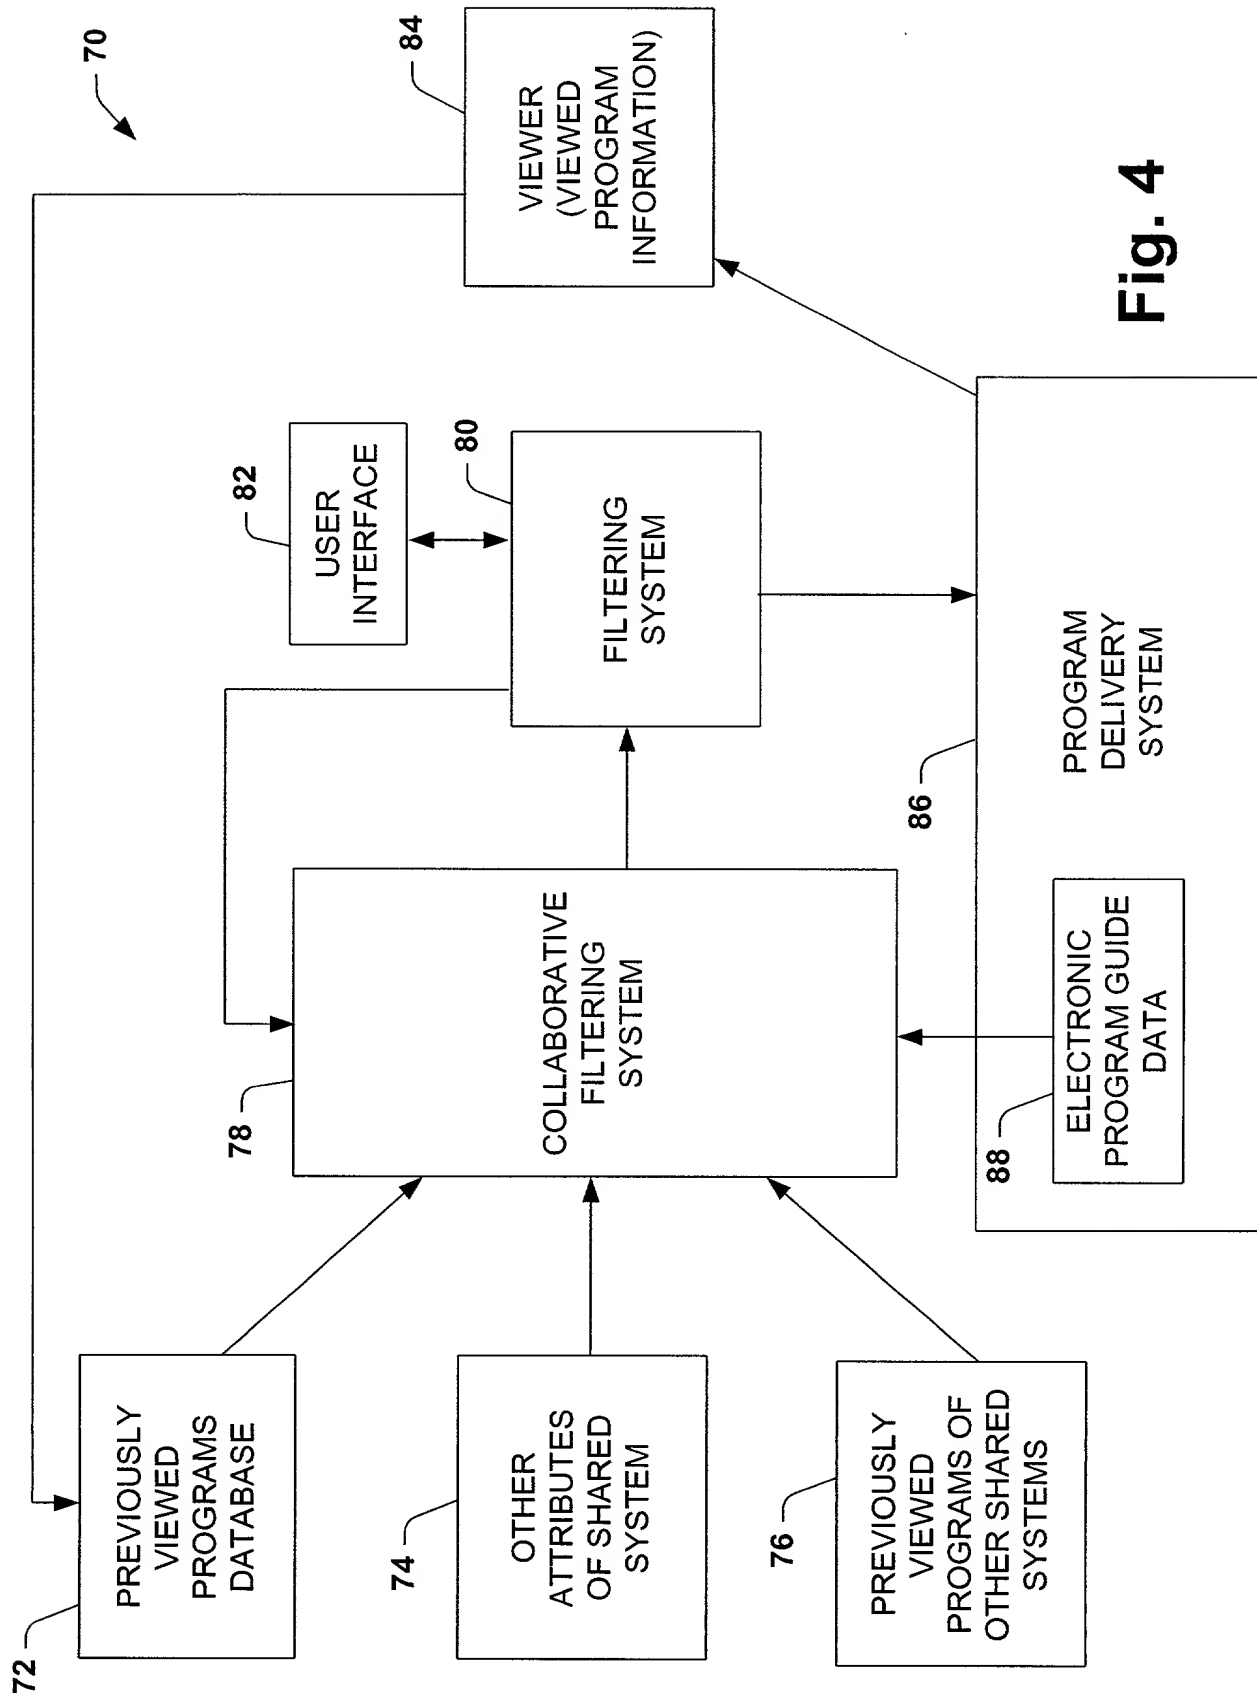 70
72
PREVIOUSLY
VIEWED
PROGRAMS
DATABASE
74
OTHER
ATTRIBUTES
OF SHARED
SYSTEM
76
PREVIOUSLY
VIEWED
PROGRAMS OF
OTHER SHARED
SYSTEMS
78
COLLABORATIVE
FILTERING
SYSTEM
80
FILTERING
SYSTEM
82
USER
INTERFACE
84
VIEWER
(VIEWED
PROGRAM
INFORMATION)
86
PROGRAM
DELIVERY
SYSTEM
88
ELECTRONIC
PROGRAM GUIDE
DATA
Fig. 4